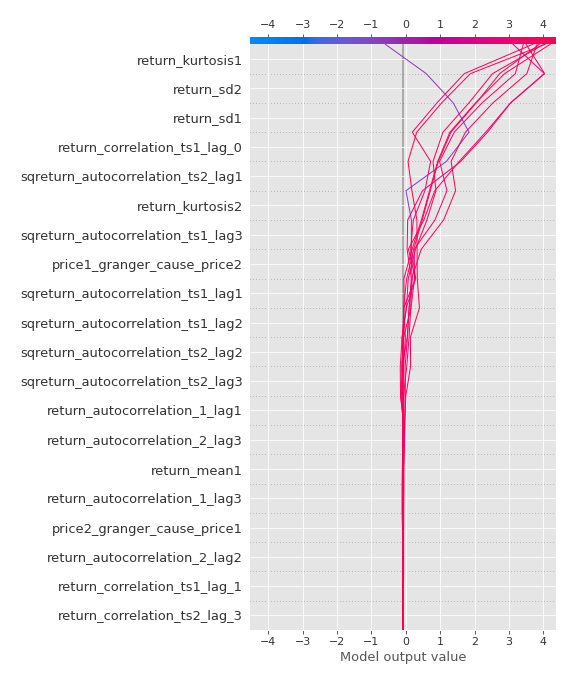 −4 −3 −2 −1 0 1 2 3 4
return_kurtosis1
return_sd2
return_sd1
return_correlation_ts1_lag_0
sqreturn_autocorrelation_ts2_lag1
return_kurtosis2
sqreturn_autocorrelation_ts1_lag3
price1_granger_cause_price2
sqreturn_autocorrelation_ts1_lag1
sqreturn_autocorrelation_ts1_lag2
sqreturn_autocorrelation_ts2_lag2
sqreturn_autocorrelation_ts2_lag3
return_autocorrelation_1_lag1
return_autocorrelation_2_lag3
return_mean1
return_autocorrelation_1_lag3
price2_granger_cause_price1
return_autocorrelation_2_lag2
return_correlation_ts1_lag_1
return_correlation_ts2_lag_3
−4 −3 −2 −1 0 1 2 3 4
Model output value